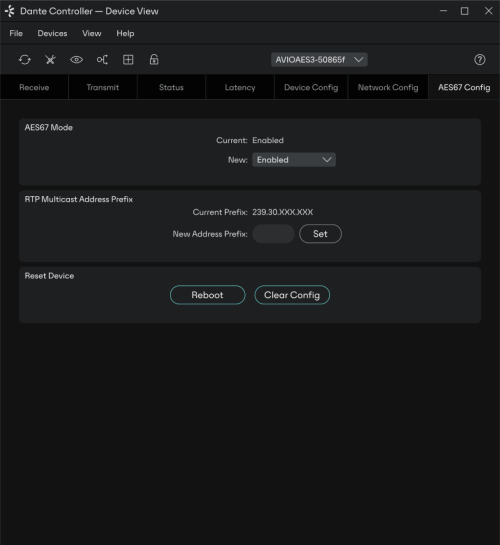 Dante Controller — Device View
File Devices View Help
AVIOAES3-50865f
Receive Transmit Status Latency Device Config Network Config AES67 Config
AES67 Mode
Current: Enabled
New: Enabled
RTP Multicast Address Prefix
Current Prefix: 239.30.XXX.XXX
New Address Prefix: Set
Reset Device
Reboot Clear Config